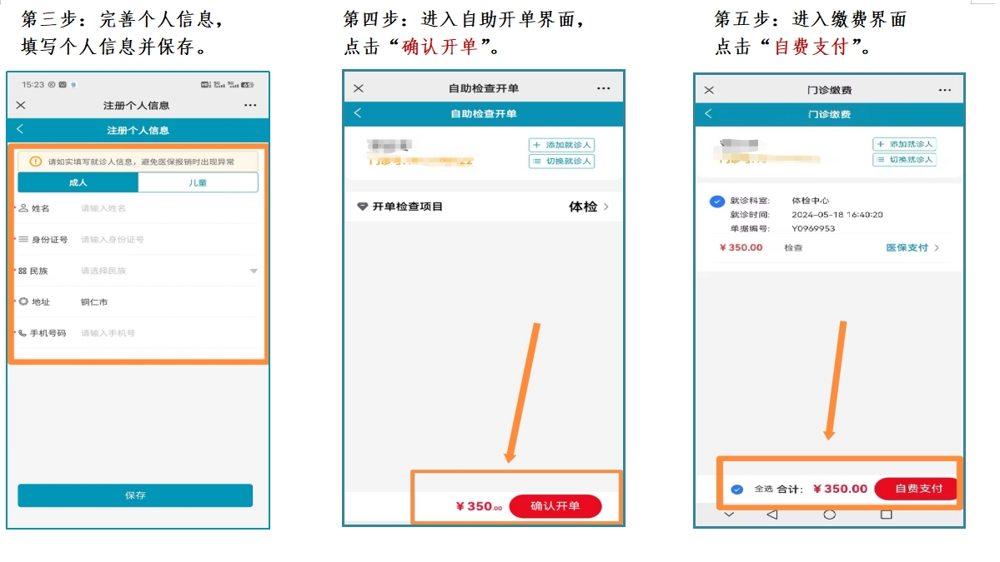 第三步：完善个人信息，
填写个人信息并保存。
15:23
注册个人信息
注册个人信息
请如实填写就诊人信息，避免医保报销时出现异常
成人
儿童
姓名 请输入姓名
身份证号 请输入身份证号
民族 请选择民族
地址 铜仁市
手机号码 请输入手机号
保存
第四步：进入自助开单界面，
点击“确认开单”。
自助检查开单
自助检查开单
添加就诊人
切换就诊人
开单检查项目 体检
￥350.00 确认开单
第五步：进入缴费界面
点击“自费支付”。
门诊缴费
门诊缴费
添加就诊人
切换就诊人
就诊科室: 体检中心
就诊时间: 2024-05-18 16:40:20
单据编号: Y0969953
￥350.00 检查 医保支付
全选 合计: ￥350.00 自费支付